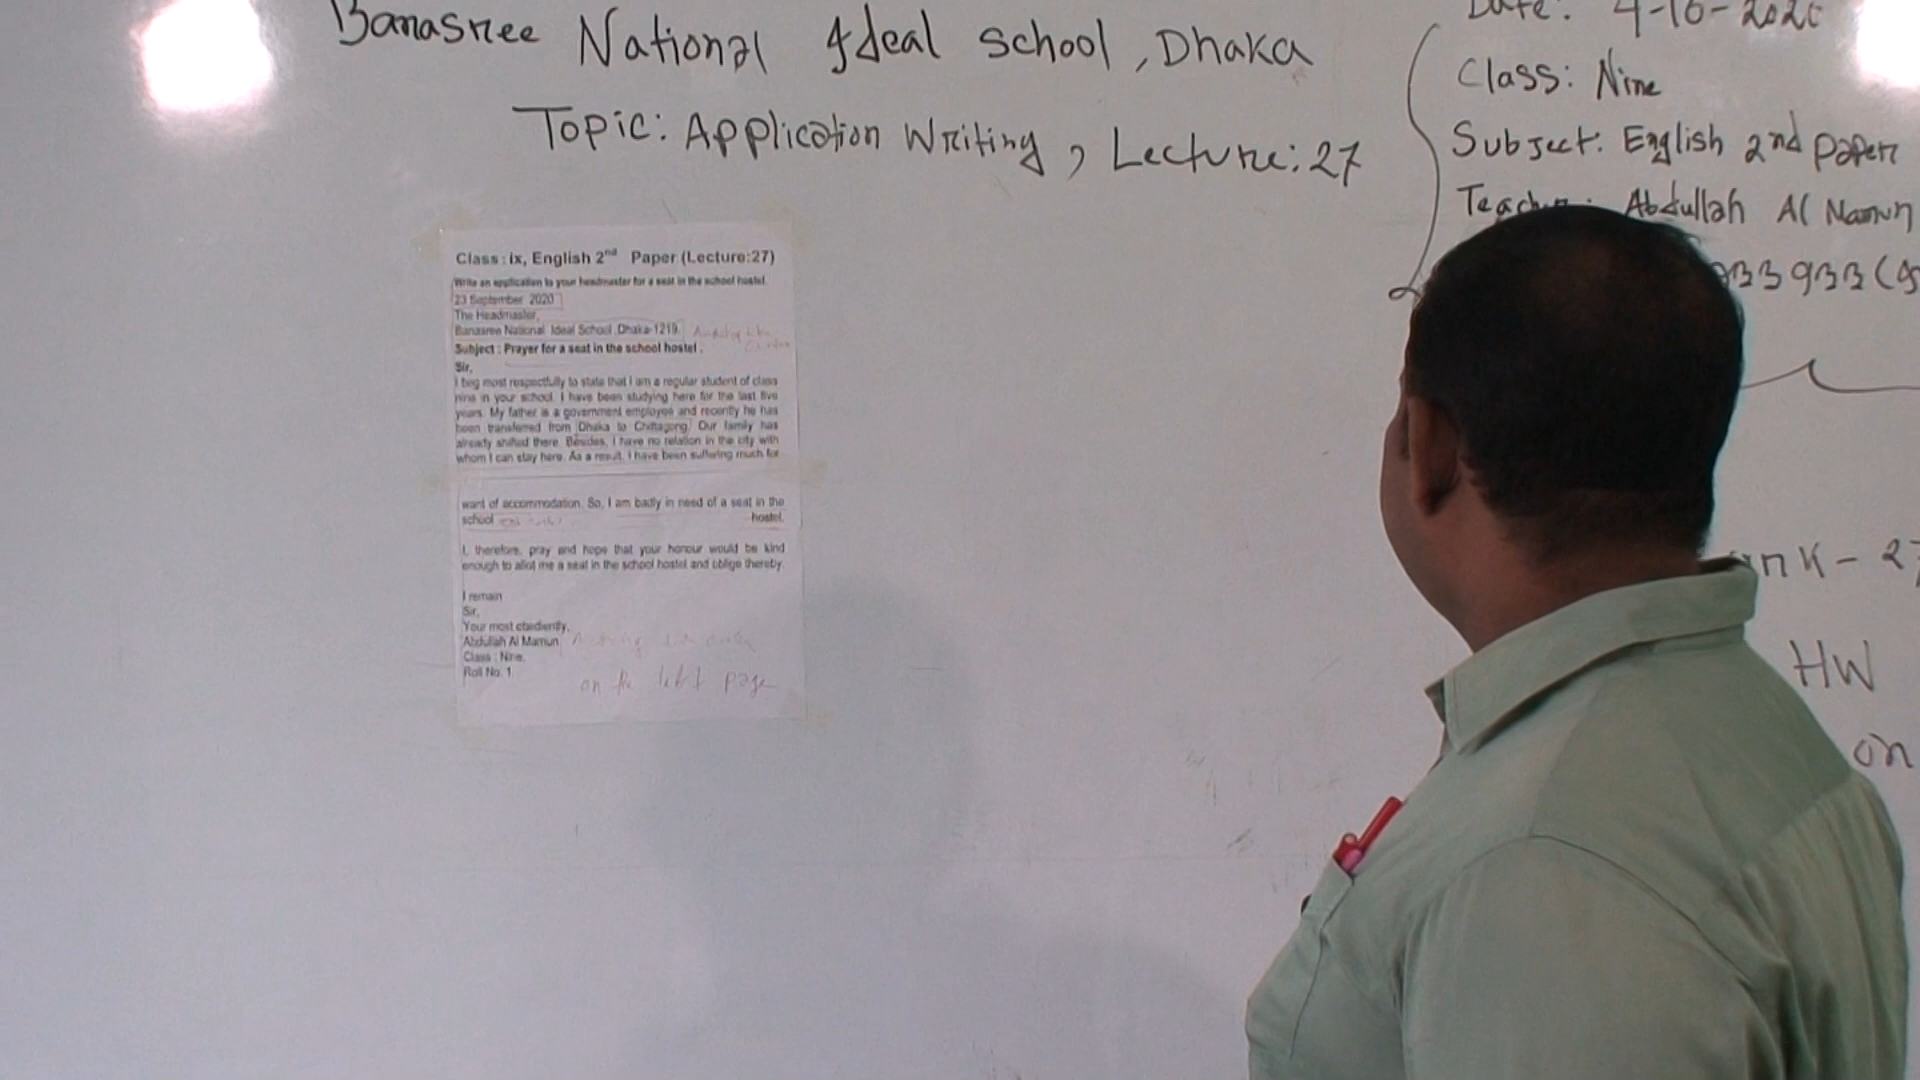 Banasree National Ideal School, Dhaka
Topic: Application Writing, Lecture: 27
Date: 4-10-2020
Class: Nine
Subject: English 2nd paper
Teacher: Abdullah Al Mamun
33933
Class : ix, English 2nd Paper (Lecture:27)
Write an application to your headmaster for a seat in the school hostel.
23 September 2020
The Headmaster,
Banasree National Ideal School, Dhaka-1219.
Subject : Prayer for a seat in the school hostel .
Sir,
I beg most respectfully to state that I am a regular student of class
nine in your school. I have been studying here for the last five
years. My father is a government employee and recently he has
been transferred from Dhaka to Chittagong. Our family has
already shifted there. Besides, I have no relation in the city with
whom I can stay here. As a result, I have been suffering much for
want of accommodation. So, I am badly in need of a seat in the
school hostel.
I, therefore, pray and hope that your honour would be kind
enough to allot me a seat in the school hostel and oblige thereby.
I remain
Sir,
Your most obediently,
Abdullah Al Mamun
Class : Nine,
Roll No: 1.
on the left page
- 27
HW
on